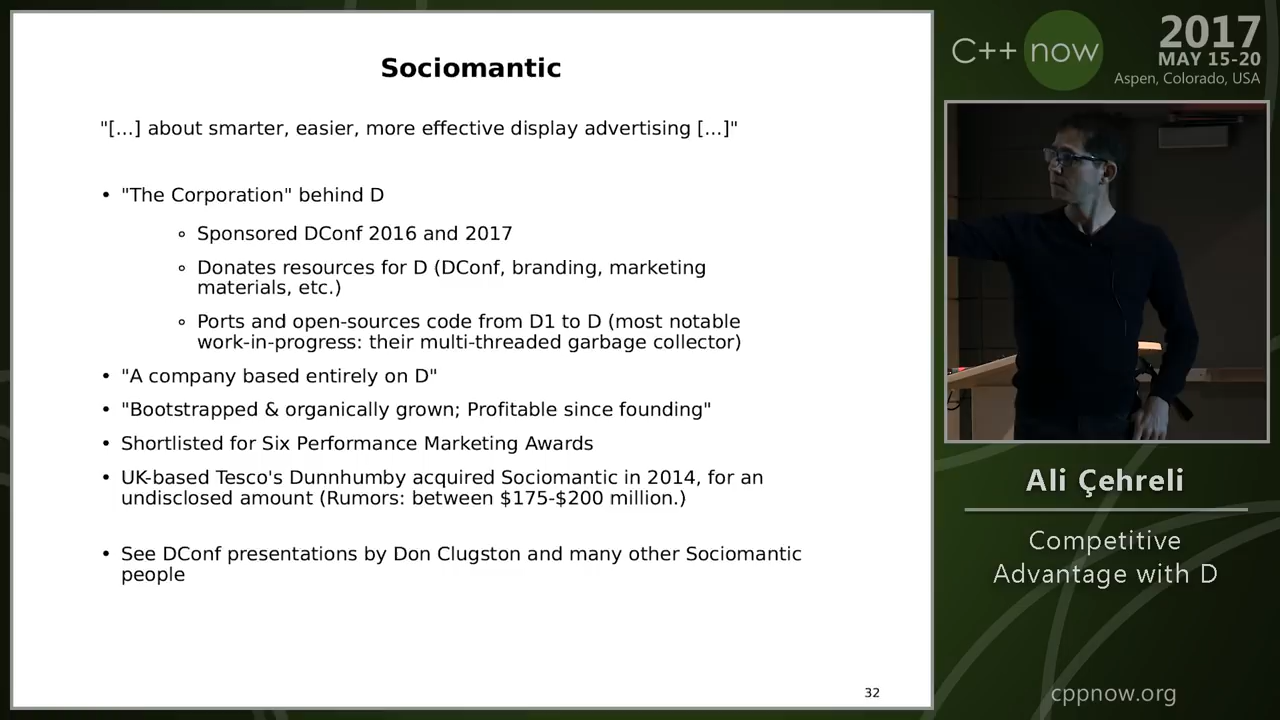 Sociomantic
"[...] about smarter, easier, more effective display advertising [...]"
• "The Corporation" behind D
◦ Sponsored DConf 2016 and 2017
◦ Donates resources for D (DConf, branding, marketing
materials, etc.)
◦ Ports and open-sources code from D1 to D (most notable
work-in-progress: their multi-threaded garbage collector)
• "A company based entirely on D"
• "Bootstrapped & organically grown; Profitable since founding"
• Shortlisted for Six Performance Marketing Awards
• UK-based Tesco's Dunnhumby acquired Sociomantic in 2014, for an
undisclosed amount (Rumors: between $175-$200 million.)
• See DConf presentations by Don Clugston and many other Sociomantic
people
32
C++ now
2017
MAY 15-20
Aspen, Colorado, USA
Ali Çehreli
Competitive
Advantage with D
cppnow.org